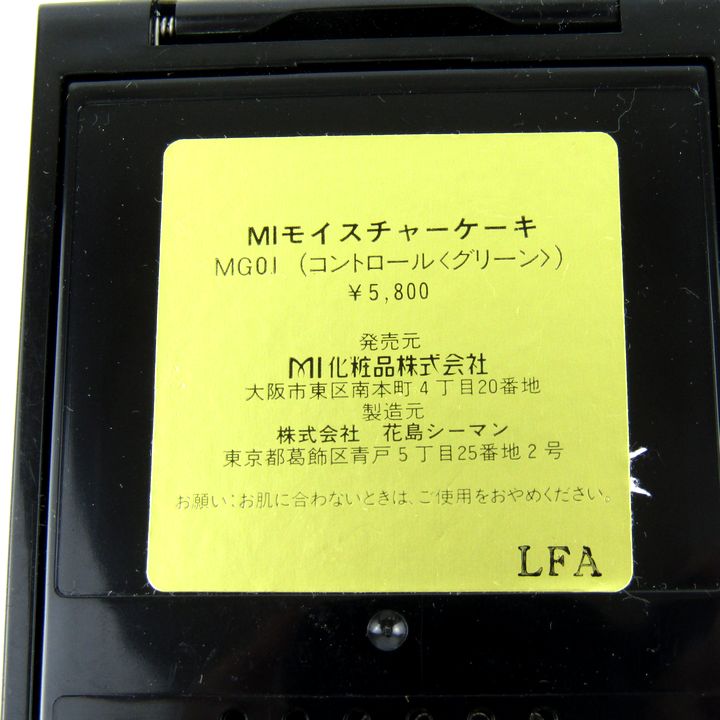 MIモイスチャーケーキ
MG01 (コントロール〈グリーン〉)
￥5,800
発売元
MI化粧品株式会社
大阪市東区南本町4丁目20番地
製造元
株式会社 花島シーマン
東京都葛飾区青戸5丁目25番地2号
お願い:お肌に合わないときは、ご使用をおやめください。
LFA